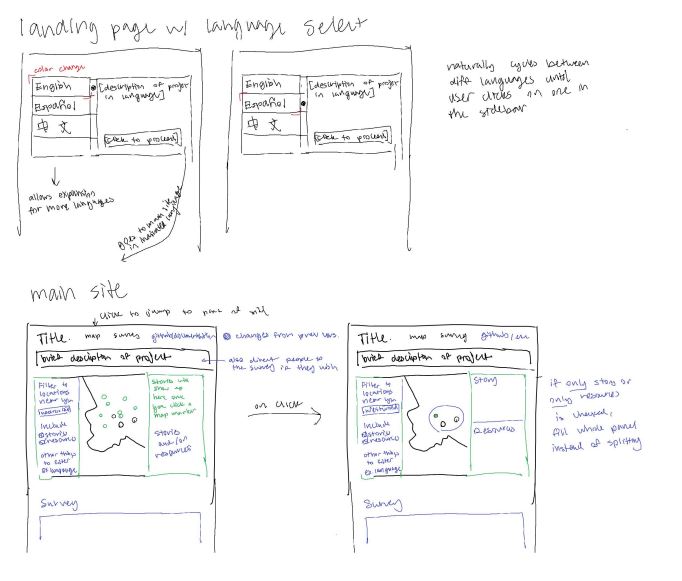 landing page w/ language select
color change
English
Español
中文
[description of project
in language]
[click to proceed]
allows expansion
for more languages
goes to main site
in indicated language
English
Español
中文
[description of project
in language]
[click to proceed]
naturally cycles between
diff languages until
user clicks on one in
the sidebar
main site
click to jump to part of site
Title. map survey github/documentation
changes from prev vers.
brief description of project
also direct people to
the survey if they wish
Filter 4
locations
near you
include
stories
resources
other things
to filter
language
stories will
show up
here once
you click a
map marker
stories
and/or
resources
Survey
on click
Title. map survey github/
brief description of project
Filter 4
locations
near you
include
stories
resources
other things
to filter
language
Story
Resources
Survey
if only story or
only resources
is checked,
fill whole panel
instead of splitting